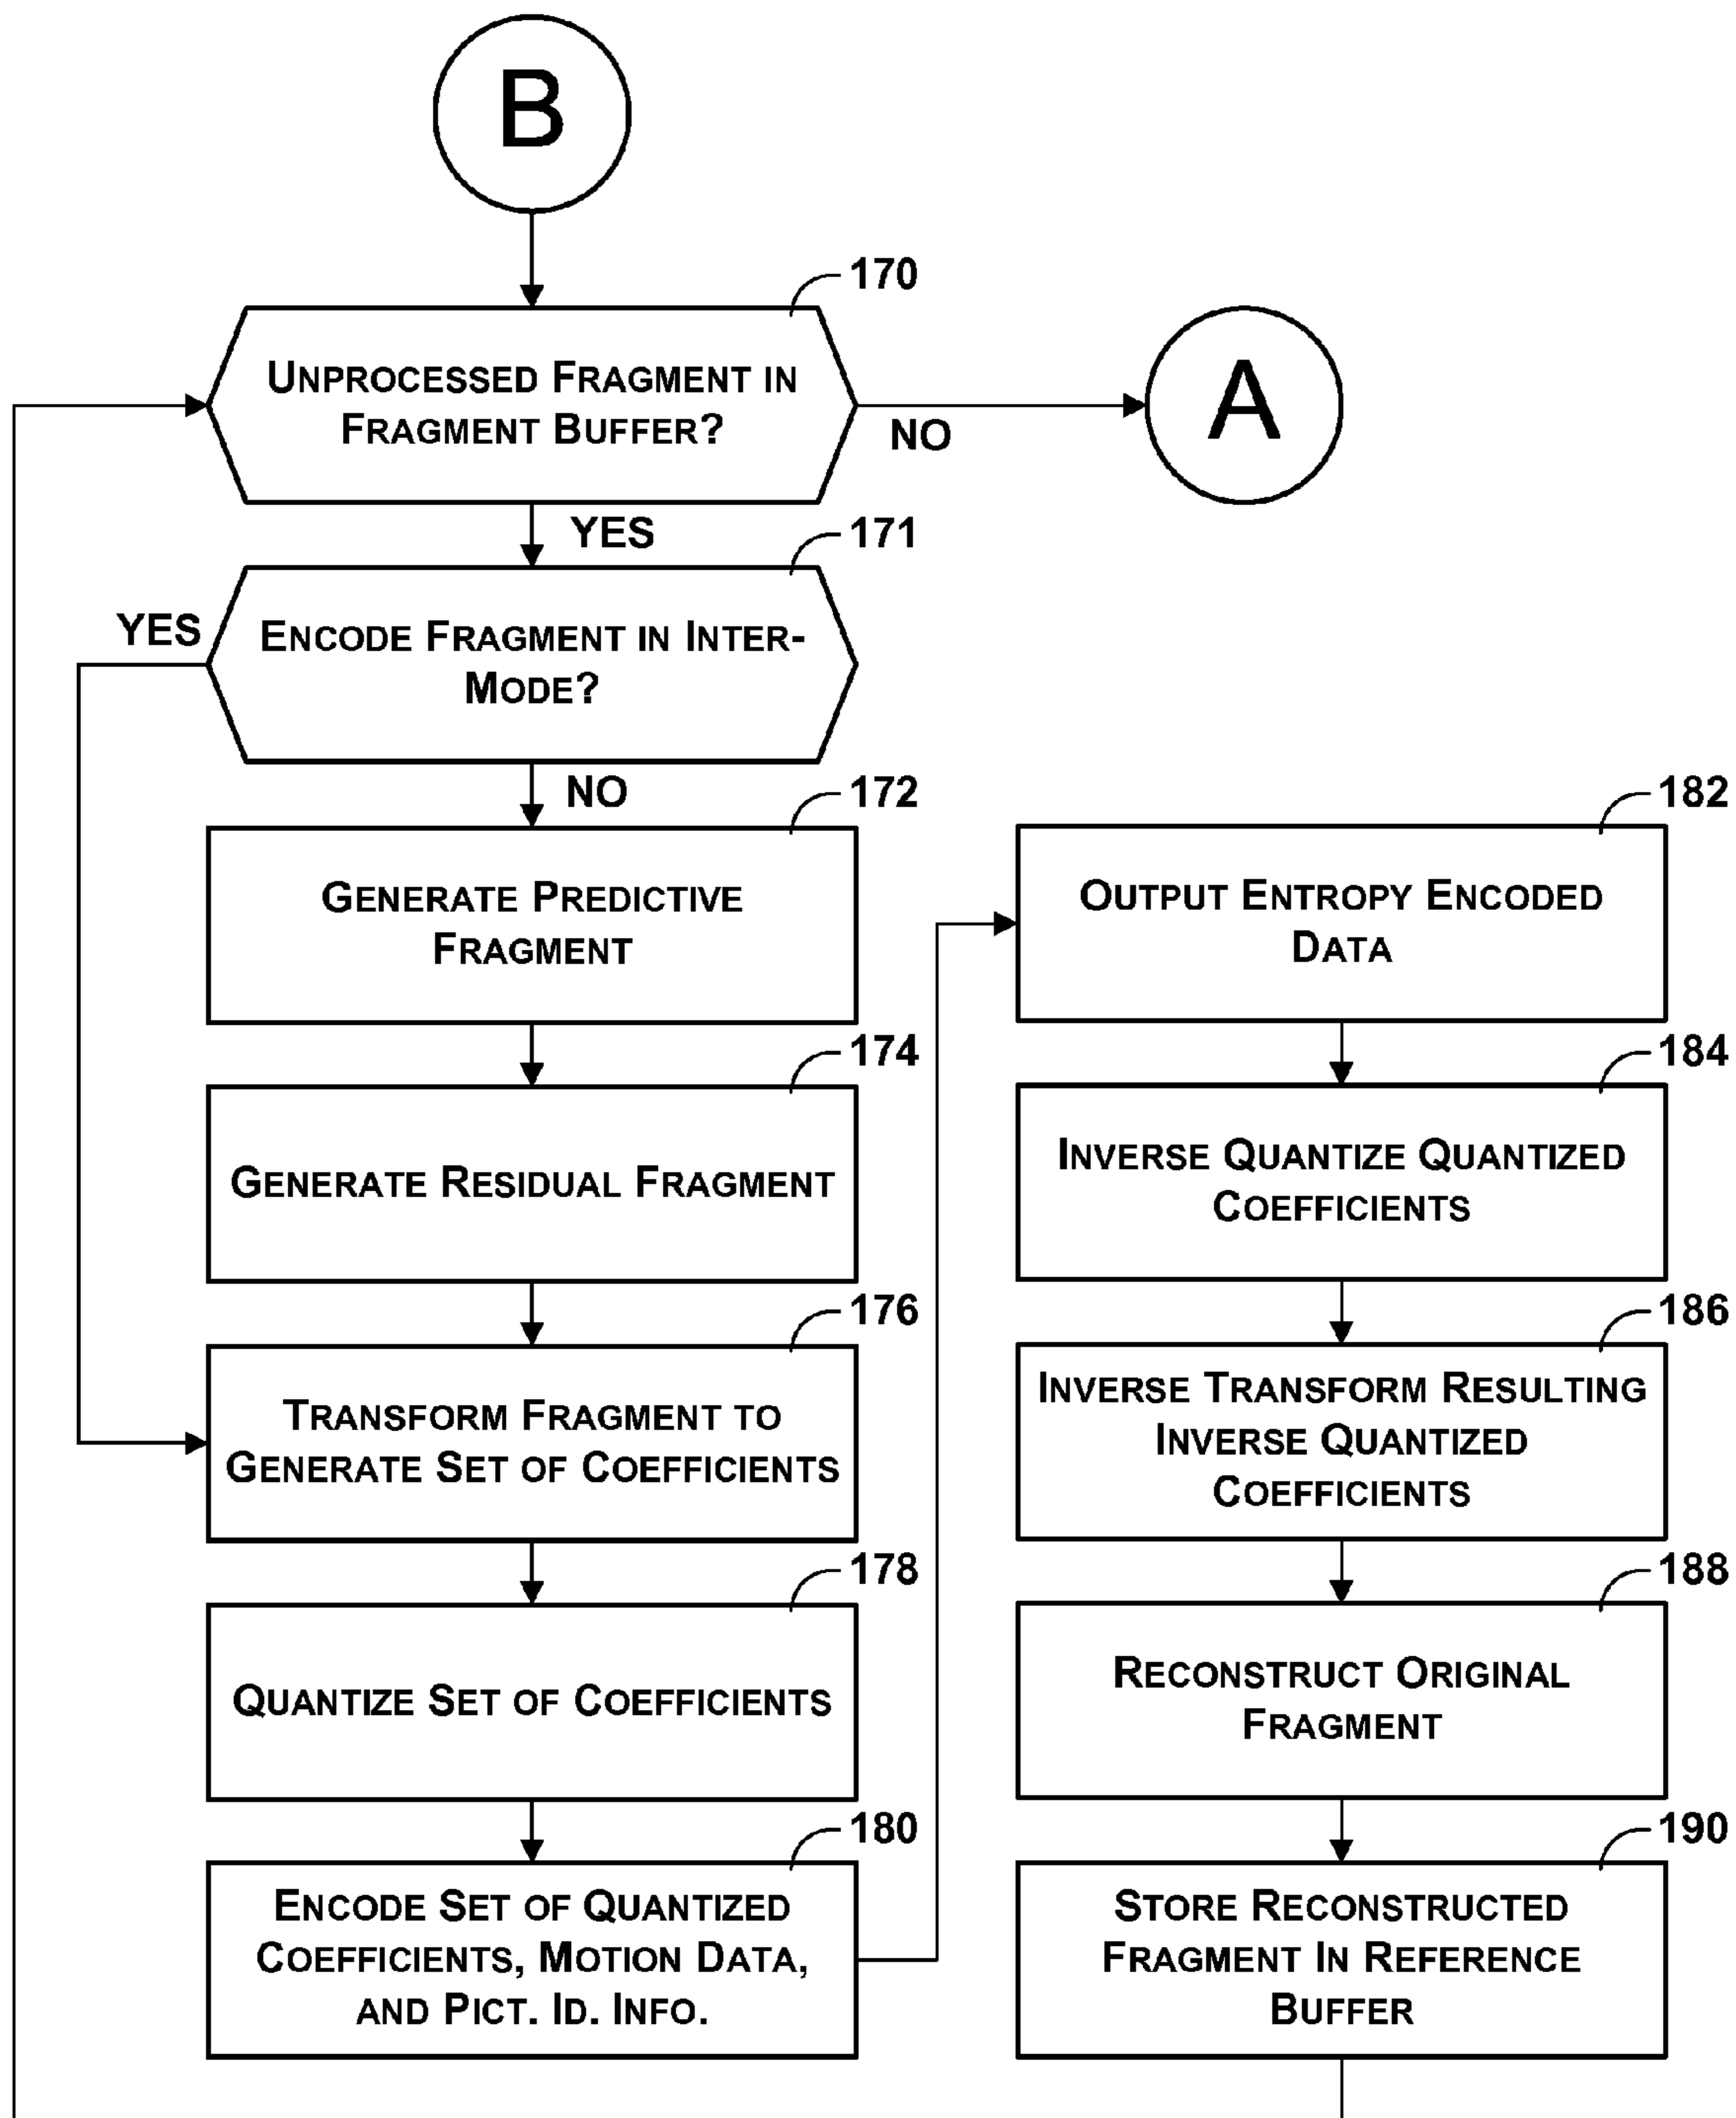 B
170
UNPROCESSED FRAGMENT IN
FRAGMENT BUFFER?
NO
A
YES
171
YES
ENCODE FRAGMENT IN INTER-
MODE?
NO
172
GENERATE PREDICTIVE
FRAGMENT
174
GENERATE RESIDUAL FRAGMENT
176
TRANSFORM FRAGMENT TO
GENERATE SET OF COEFFICIENTS
178
QUANTIZE SET OF COEFFICIENTS
180
ENCODE SET OF QUANTIZED
COEFFICIENTS, MOTION DATA,
AND PICT. ID. INFO.
182
OUTPUT ENTROPY ENCODED
DATA
184
INVERSE QUANTIZE QUANTIZED
COEFFICIENTS
186
INVERSE TRANSFORM RESULTING
INVERSE QUANTIZED
COEFFICIENTS
188
RECONSTRUCT ORIGINAL
FRAGMENT
190
STORE RECONSTRUCTED
FRAGMENT IN REFERENCE
BUFFER